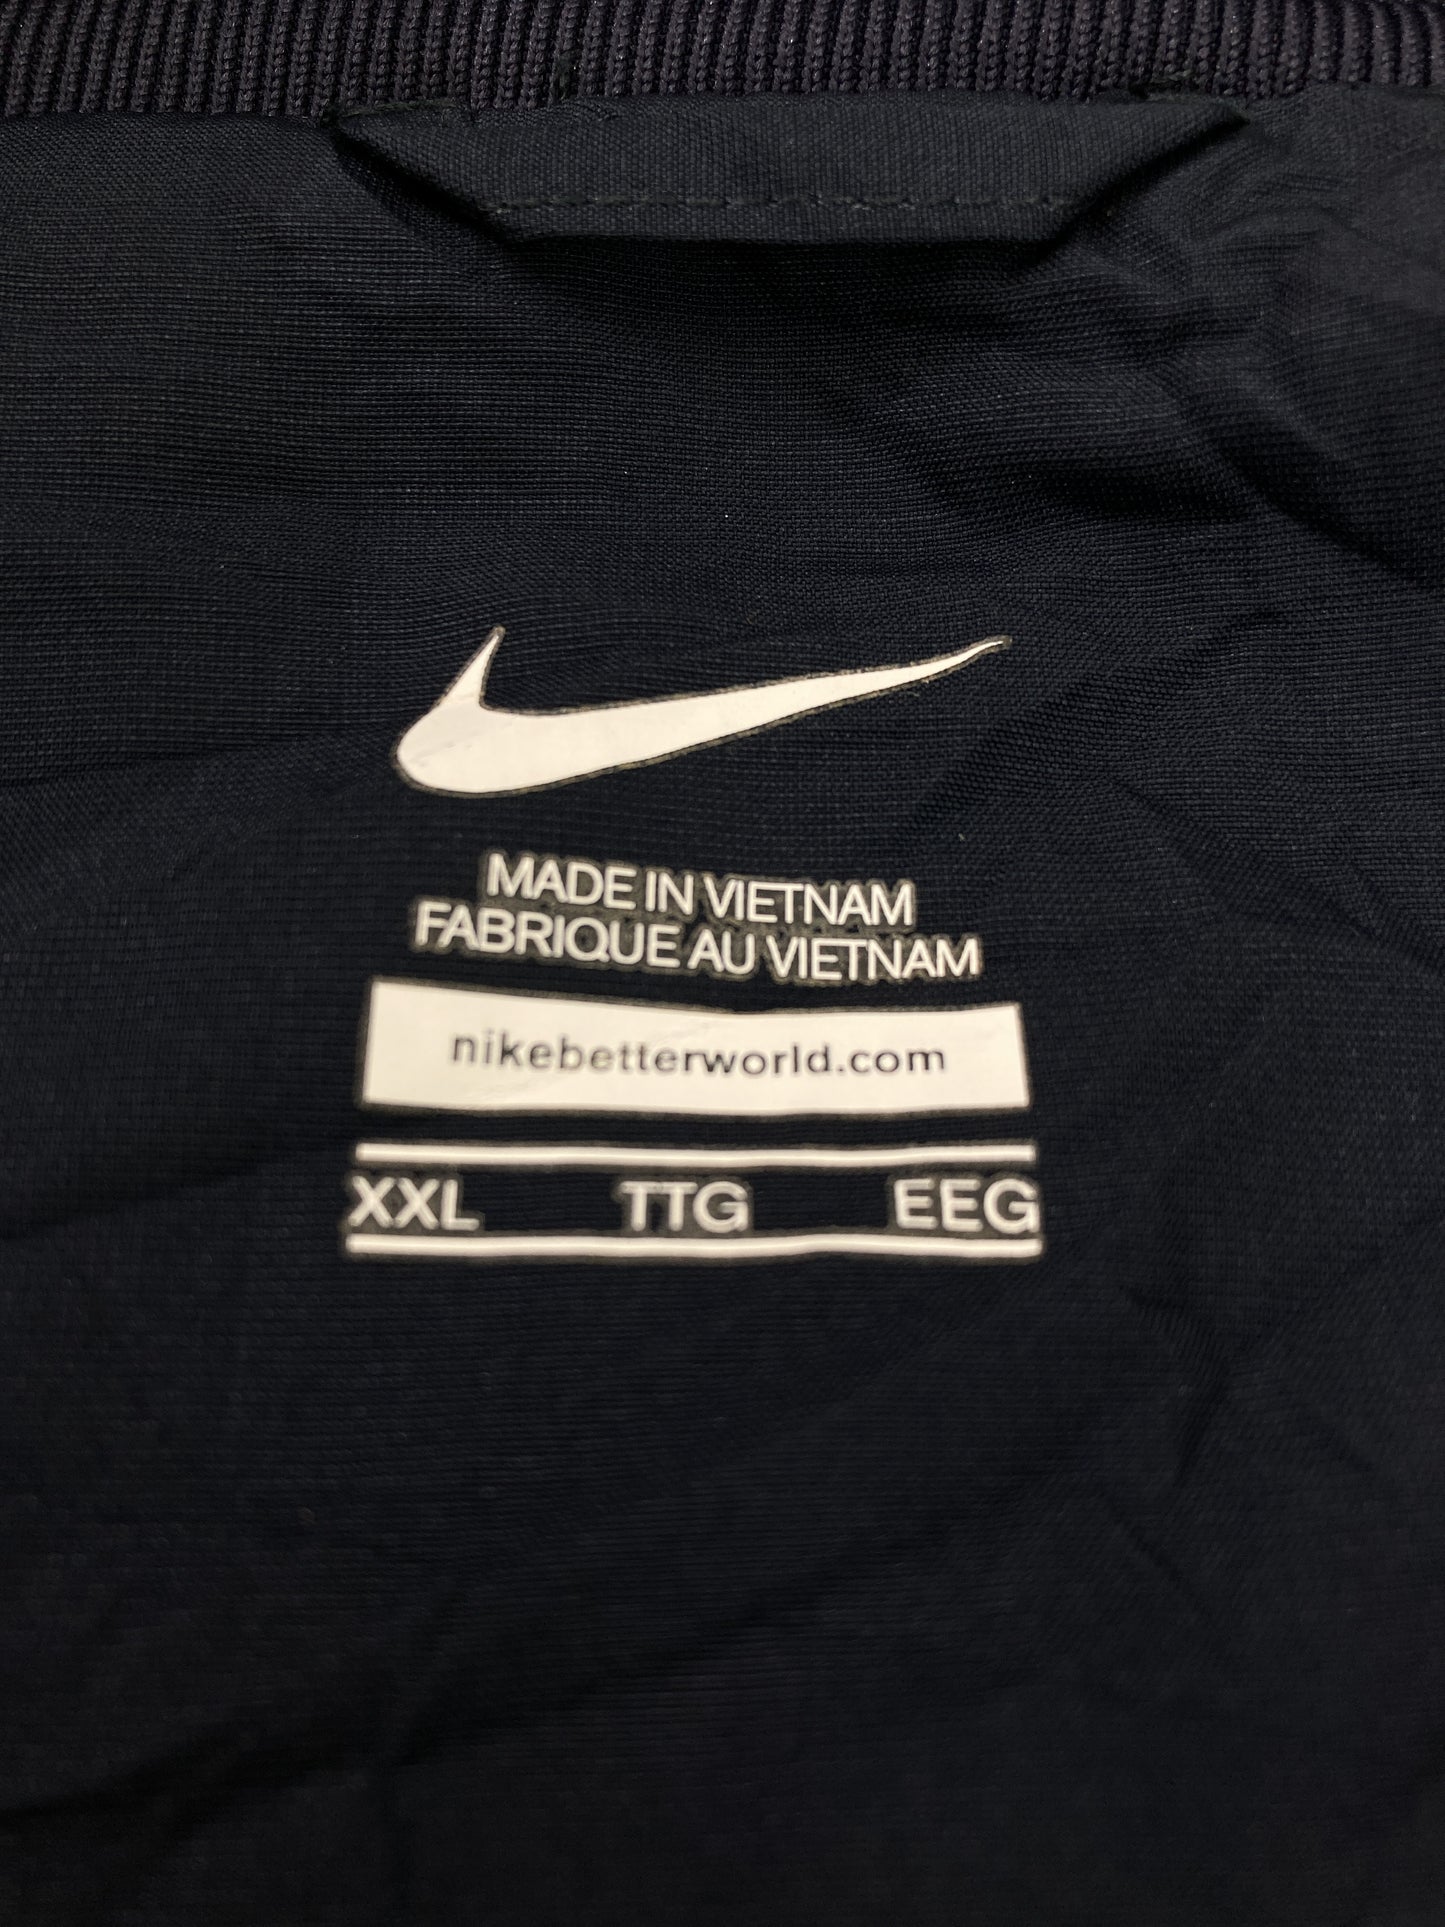 MADE IN VIETNAM
FABRIQUE AU VIETNAM
nikebetterworld.com
XXL TTG EEG